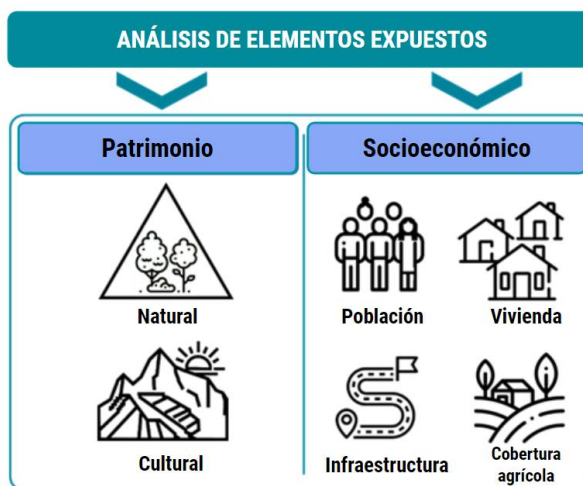 ANÁLISIS DE ELEMENTOS EXPUESTOS
Patrimonio
Socioeconómico
Natural
Población
Vivienda
Cultural
Infraestructura
Cobertura
agrícola